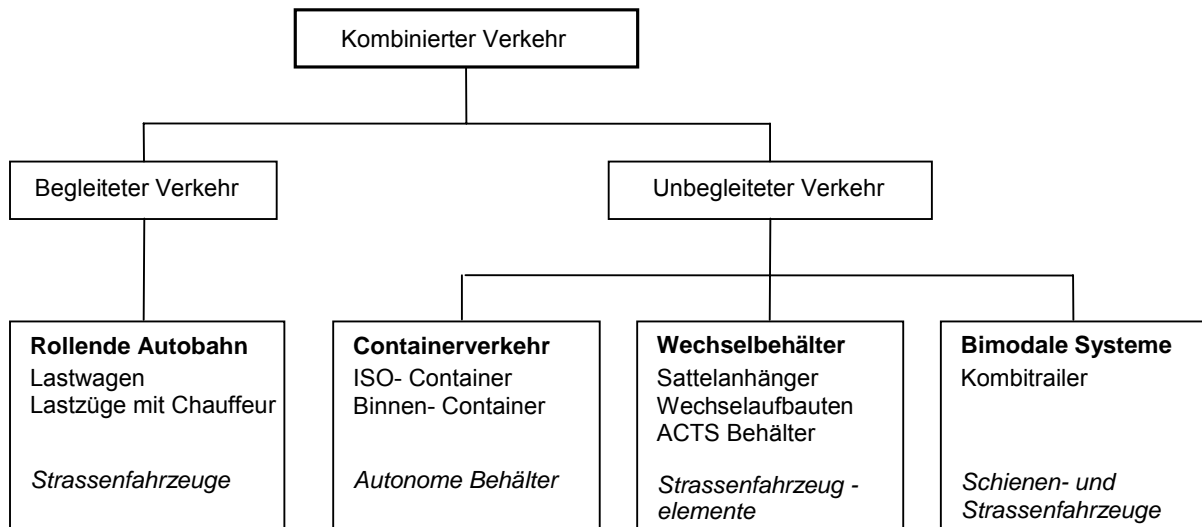 Kombinierter Verkehr
Begleiteter Verkehr
Unbegleiteter Verkehr
Rollende Autobahn
Lastwagen
Lastzüge mit Chauffeur
Strassenfahrzeuge
Containerverkehr
ISO- Container
Binnen- Container
Autonome Behälter
Wechselbehälter
Sattelanhänger
Wechselaufbauten
ACTS Behälter
Strassenfahrzeug -
elemente
Bimodale Systeme
Kombitrailer
Schienen- und
Strassenfahrzeuge